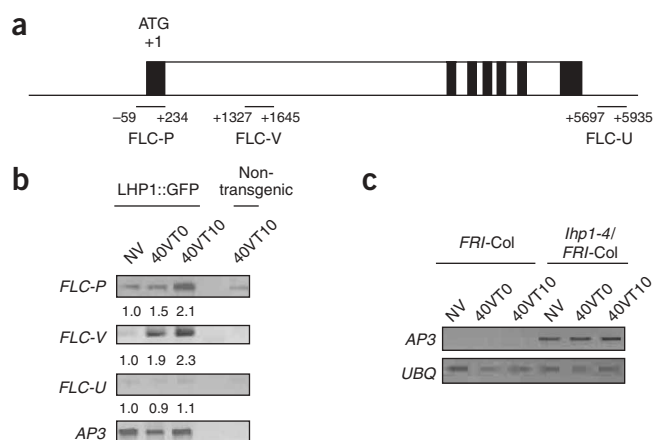 a
ATG
+1
–59 +234 +1327 +1645 +5697 +5935
FLC-P FLC-V FLC-U
b
LHP1::GFP Non-
transgenic
NV 40VT0 40VT10 40VT10
FLC-P
1.0 1.5 2.1
FLC-V
1.0 1.9 2.3
FLC-U
1.0 0.9 1.1
AP3
c
FRI-Col lhp1-4/
FRI-Col
NV 40VT0 40VT10 NV 40VT0 40VT10
AP3
UBQ